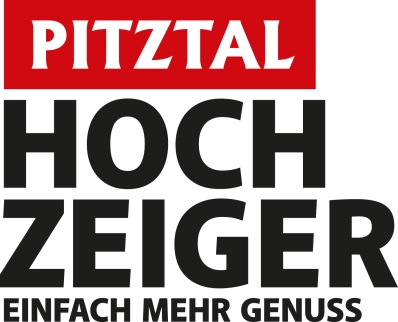 PITZTAL
HOCH
ZEIGER
EINFACH MEHR GENUSS